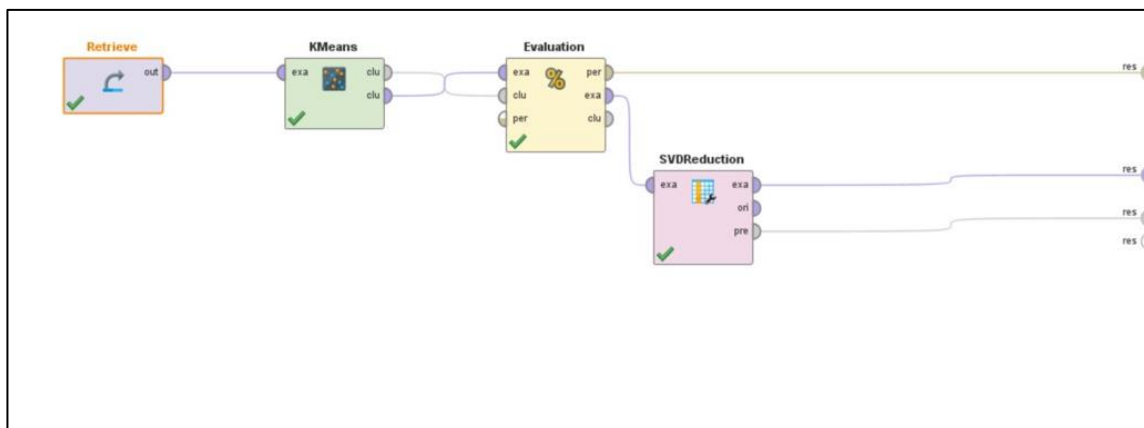 Retrieve
out
KMeans
exa
clu
clu
Evaluation
exa
per
clu
exa
per
clu
SVDReduction
exa
exa
ori
pre
res
res
res
res